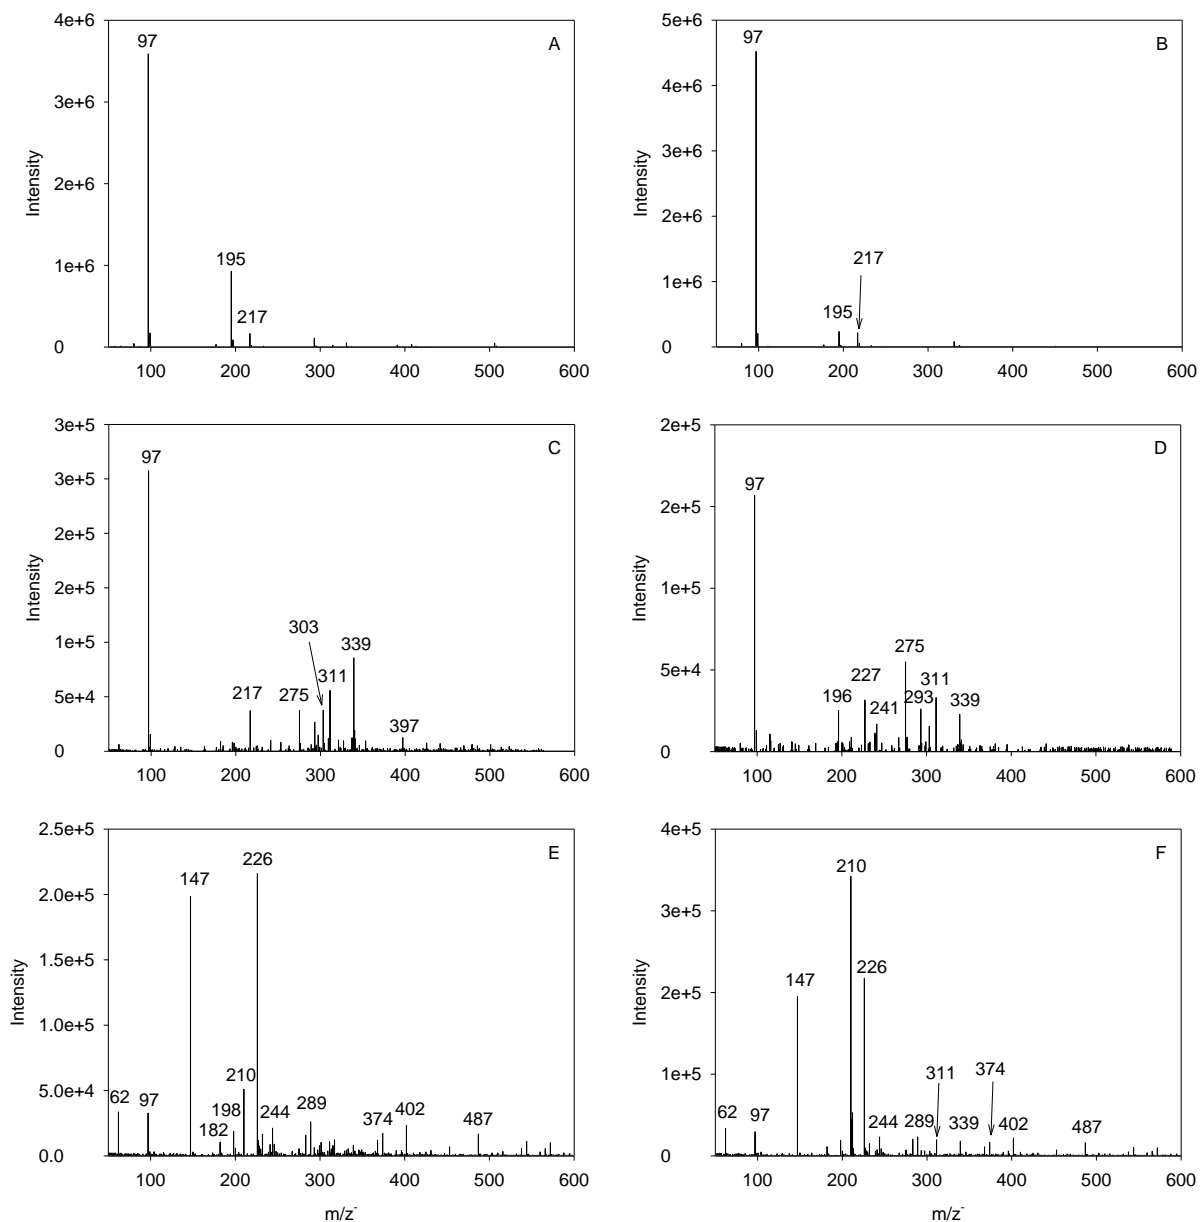 A
4e+6
3e+6
2e+6
1e+6
0
Intensity
97
195
217
100 200 300 400 500 600
B
5e+6
4e+6
3e+6
2e+6
1e+6
0
Intensity
97
217
195
100 200 300 400 500 600
C
3e+5
3e+5
2e+5
2e+5
1e+5
5e+4
0
Intensity
97
303
339
311
217
275
397
100 200 300 400 500 600
D
2e+5
2e+5
1e+5
5e+4
0
Intensity
97
275
227
311
196
293
339
241
100 200 300 400 500 600
E
2.5e+5
2.0e+5
1.5e+5
1.0e+5
5.0e+4
0.0
Intensity
226
147
210
62
97
198
244
289
402
374
182
487
100 200 300 400 500 600
m/z-
F
4e+5
3e+5
2e+5
1e+5
0
Intensity
210
226
147
311
374
62
97
244
289
339
402
487
100 200 300 400 500 600
m/z-